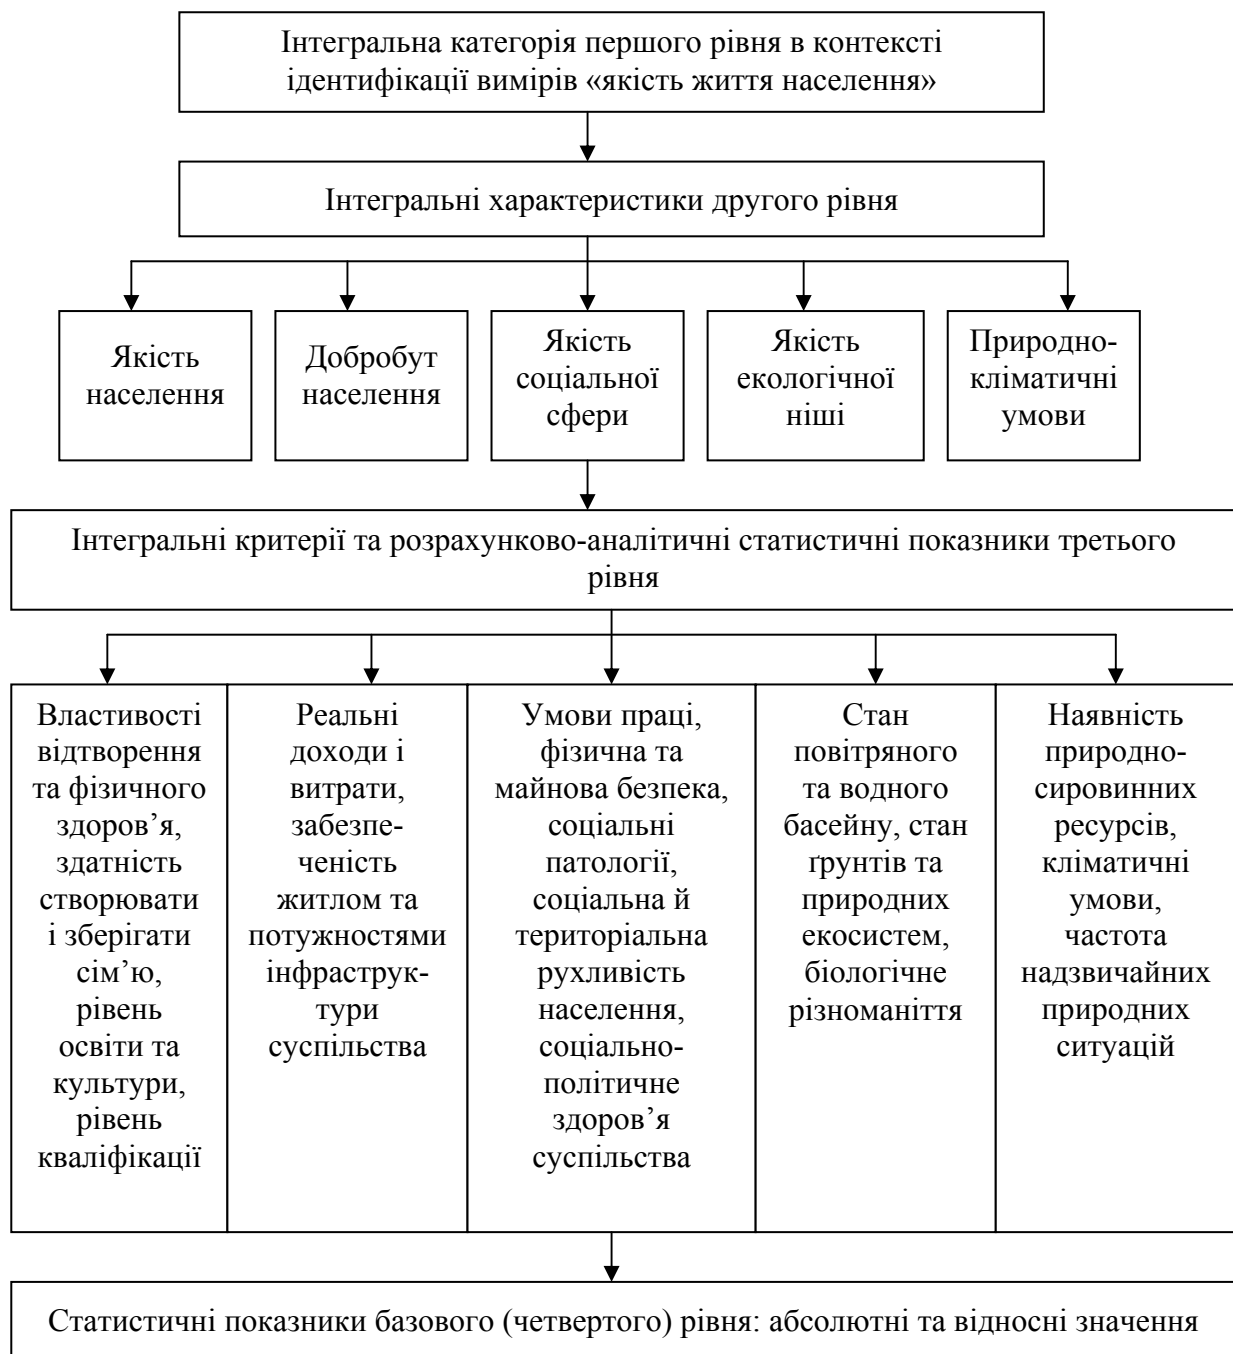 Інтегральна категорія першого рівня в контексті
ідентифікації вимірів «якість життя населення»
Інтегральні характеристики другого рівня
Якість
населення
Добробут
населення
Якість
соціальної
сфери
Якість
екологічної
ніші
Природно-
кліматичні
умови
Інтегральні критерії та розрахунково-аналітичні статистичні показники третього
рівня
Властивості
відтворення
та фізичного
здоров’я,
здатність
створювати
і зберігати
сім’ю,
рівень
освіти та
культури,
рівень
кваліфікації
Реальні
доходи і
витрати,
забезпе-
ченість
житлом та
потужностями
інфраструк-
тури
суспільства
Умови праці,
фізична та
майнова безпека,
соціальні
патології,
соціальна й
територіальна
рухливість
населення,
соціально-
політичне
здоров’я
суспільства
Стан
повітряного
та водного
басейну, стан
ґрунтів та
природних
екосистем,
біологічне
різноманіття
Наявність
природно-
сировинних
ресурсів,
кліматичні
умови,
частота
надзвичайних
природних
ситуацій
Статистичні показники базового (четвертого) рівня: абсолютні та відносні значення